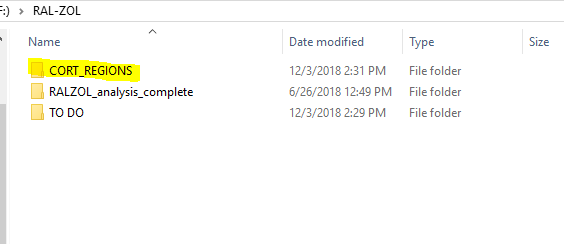 F:) > RAL-ZOL
Name Date modified Type Size
CORT_REGIONS 12/3/2018 2:31 PM File folder
RALZOL_analysis_complete 6/26/2018 12:49 PM File folder
TO DO 12/3/2018 2:29 PM File folder